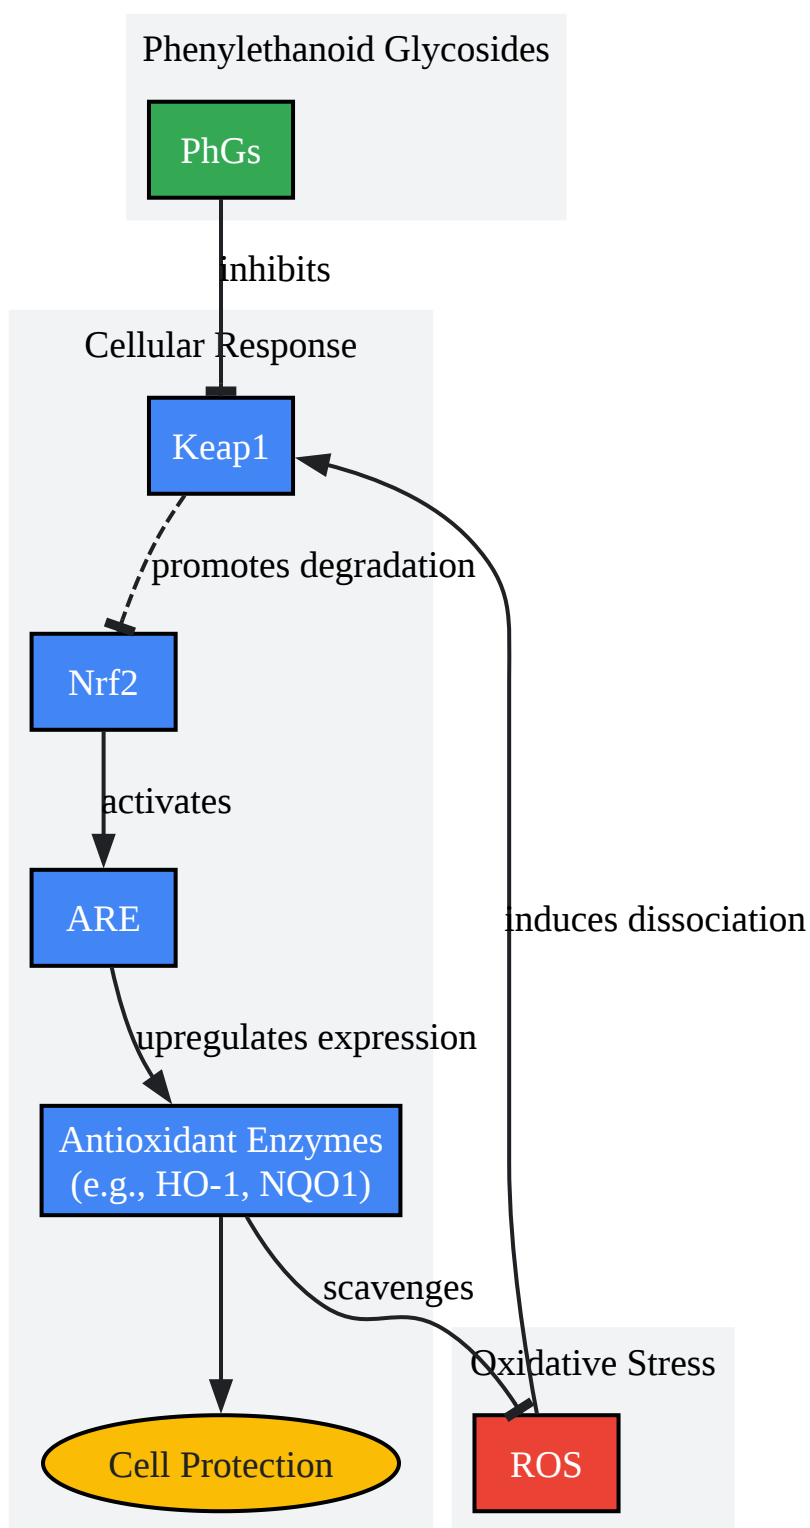 Phenylethanoid Glycosides
PhGs
inhibits
Cellular Response
Keap1
promotes degradation
Nrf2
activates
ARE
induces dissociation
upregulates expression
Antioxidant Enzymes
(e.g., HO-1, NQO1)
scavenges
Oxidative Stress
Cell Protection
ROS